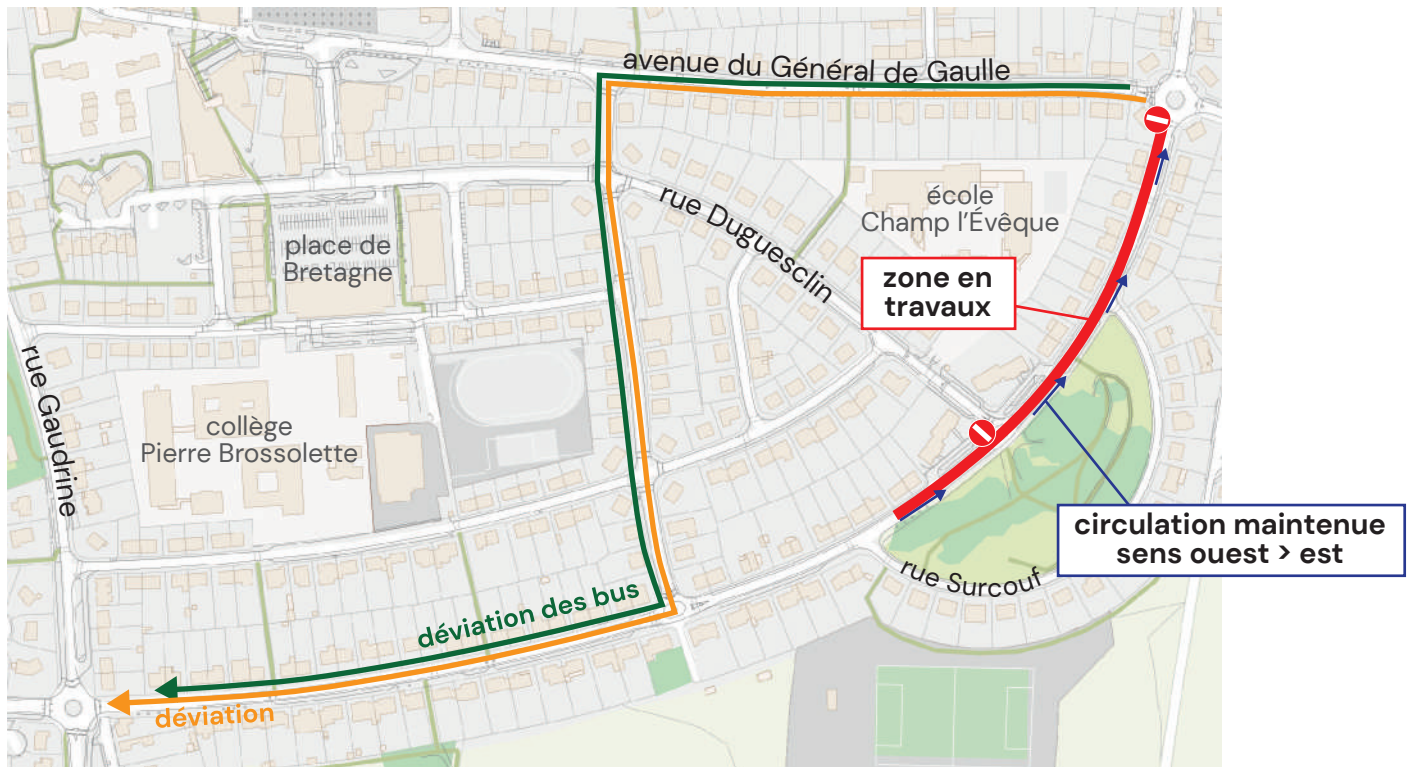 avenue du Général de Gaulle
rue Duguesclin
école
Champ l'Évêque
place de
Bretagne
zone en
travaux
rue Gaudrine
collège
Pierre Brossolette
circulation maintenue
sens ouest > est
rue Surcouf
déviation des bus
déviation